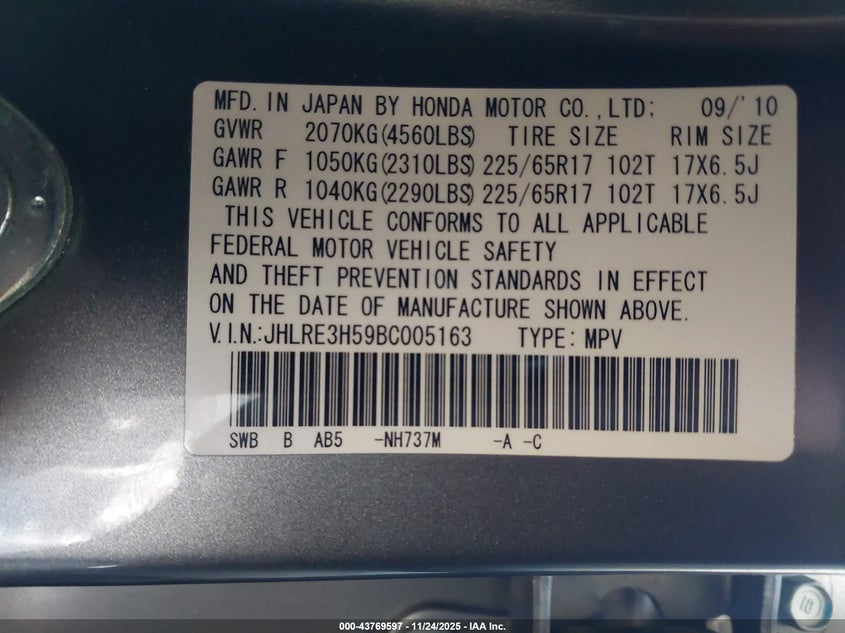 MFD. IN JAPAN BY HONDA MOTOR CO.,LTD; 09/'10
GVWR 2070KG(4560LBS) TIRE SIZE RIM SIZE
GAWR F 1050KG(2310LBS) 225/65R17 102T 17X6.5J
GAWR R 1040KG(2290LBS) 225/65R17 102T 17X6.5J
THIS VEHICLE CONFORMS TO ALL APPLICABLE
FEDERAL MOTOR VEHICLE SAFETY
AND THEFT PREVENTION STANDARDS IN EFFECT
ON THE DATE OF MANUFACTURE SHOWN ABOVE.
V.I.N.:JHLRE3H59BC005163 TYPE: MPV
SWB B AB5 -NH737M -A -C
10
000-43769597 - 11/24/2025 - IAA Inc.